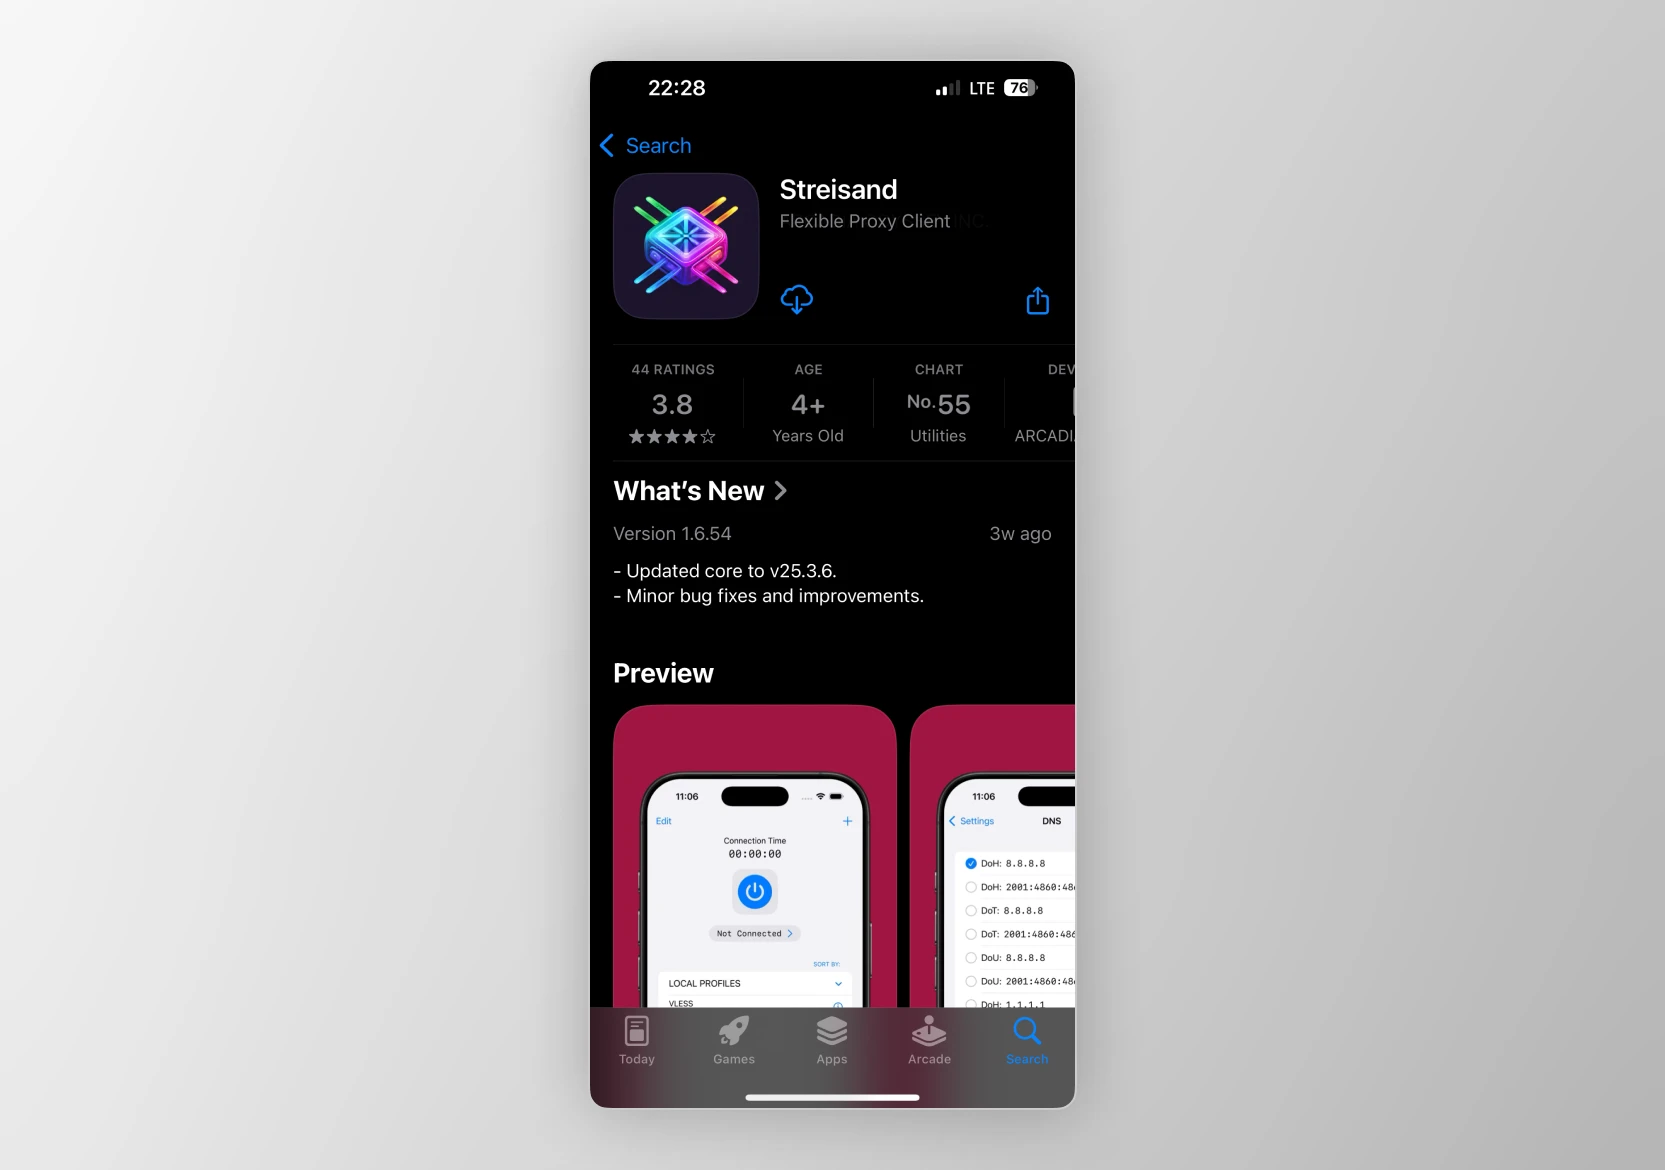 22:28
LTE 76
Search
Streisand
Flexible Proxy Client INC.
44 RATINGS
3.8
AGE
4+
Years Old
CHART
No.55
Utilities
DEV
ARCADI
What's New
Version 1.6.54
3w ago
- Updated core to v25.3.6.
- Minor bug fixes and improvements.
Preview
11:06
Edit
+
Connection Time
00:00:00
Not Connected
SORT BY:
LOCAL PROFILES
VLESS
11:06
Settings
DNS
DoH: 8.8.8.8
DoH: 2001:4860:486
DoT: 8.8.8.8
DoT: 2001:4860:486
DoU: 8.8.8.8
DoU: 2001:4860:486
DoH: 1.1.1.1
Today
Games
Apps
Arcade
Search